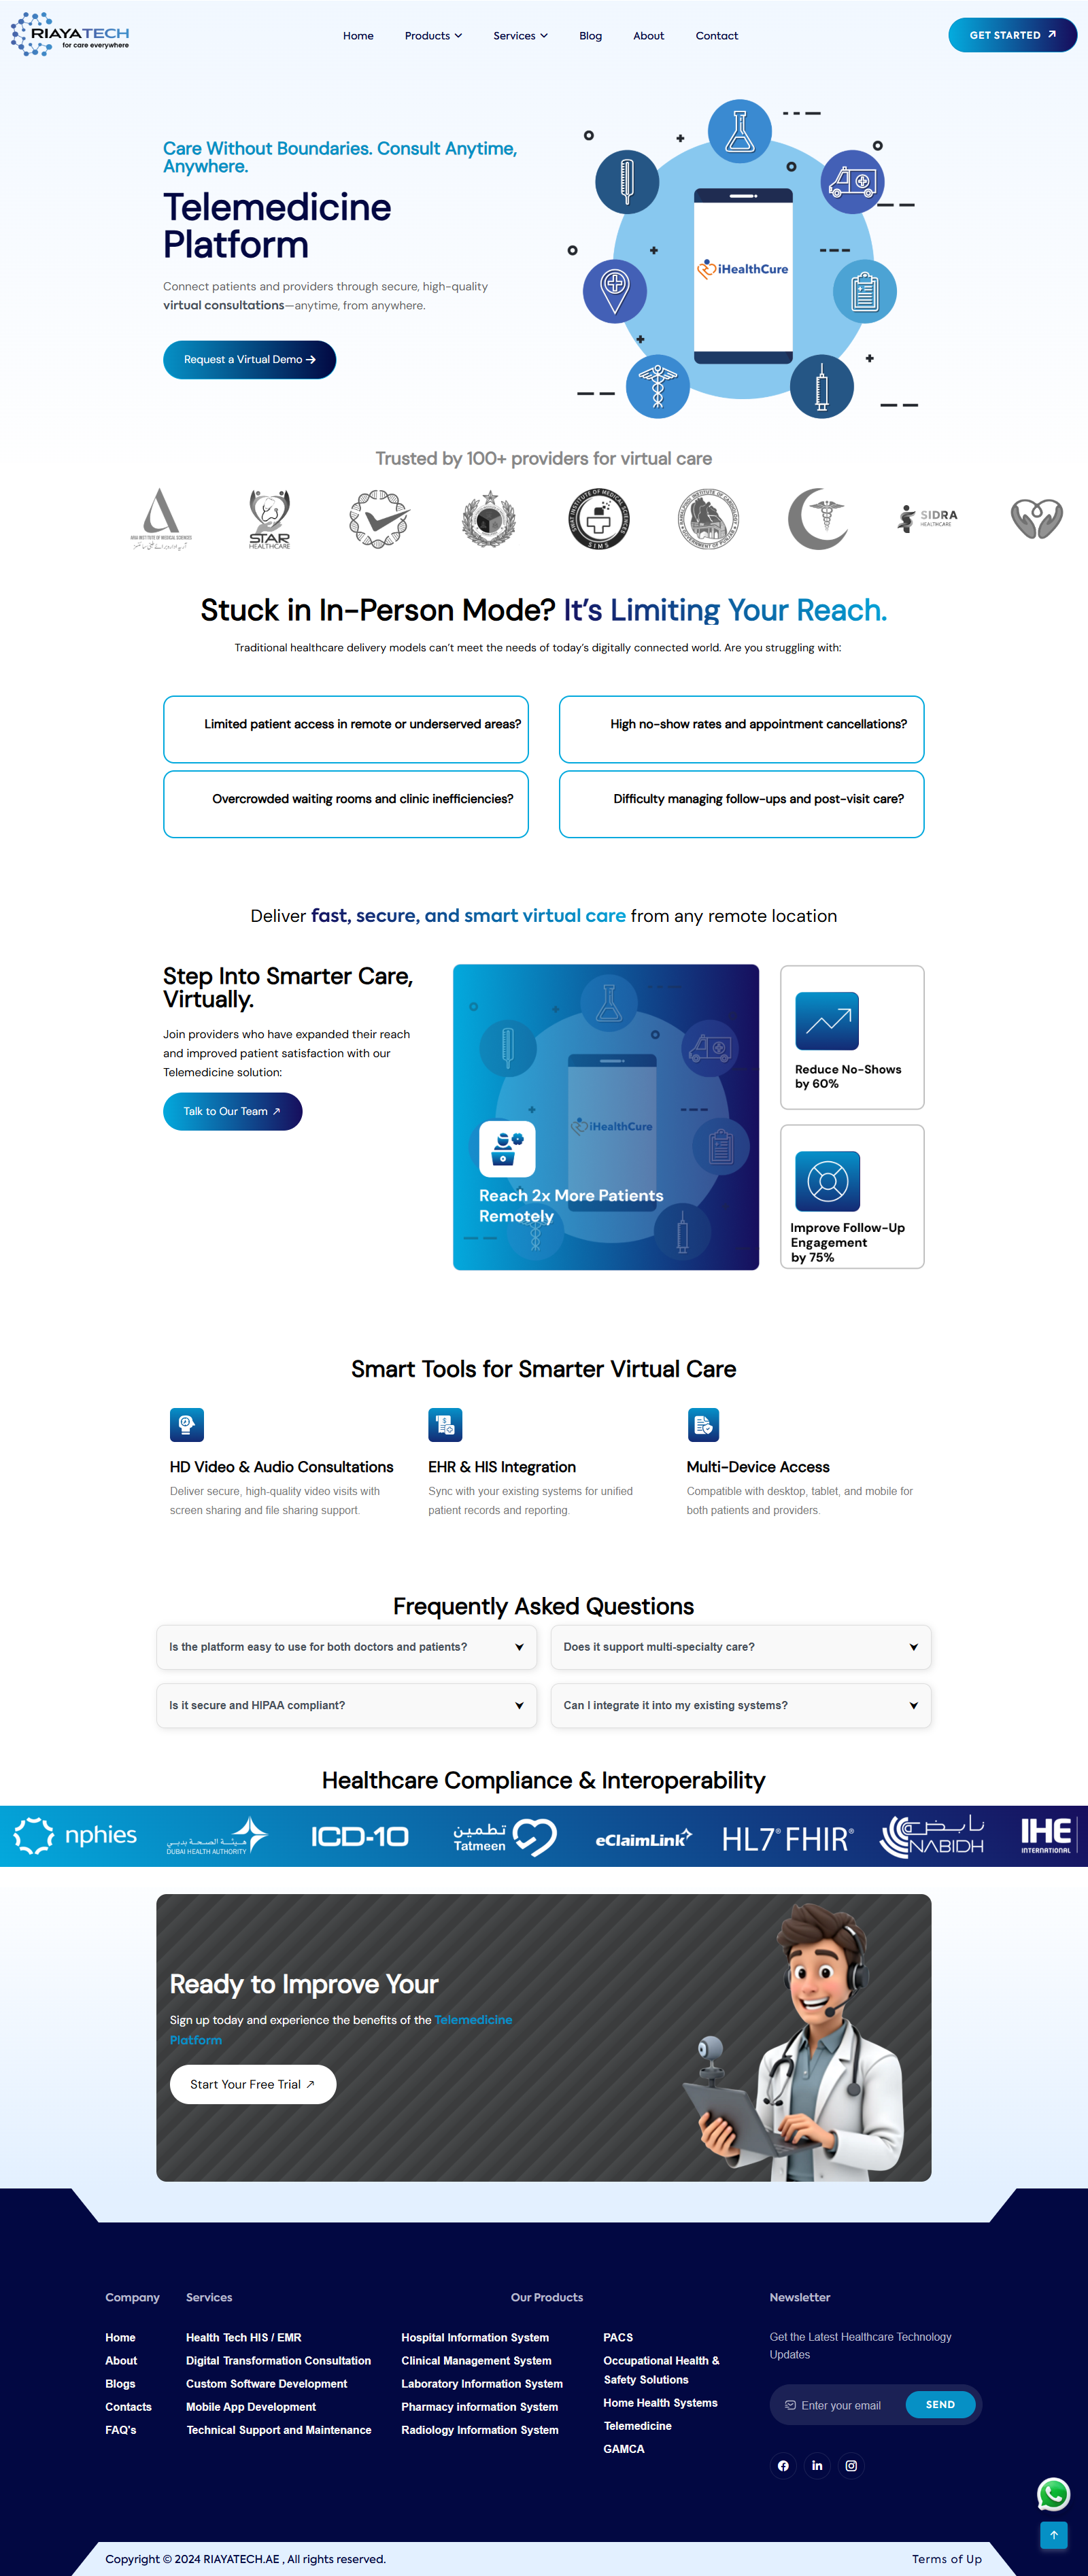 RIAYATECH
for care everywhere
Home
Products
Services
Blog
About
Contact
GET STARTED
Care Without Boundaries. Consult Anytime,
Anywhere.
Telemedicine
Platform
Connect patients and providers through secure, high-quality
virtual consultations—anytime, from anywhere.
Request a Virtual Demo
iHealthCure
Trusted by 100+ providers for virtual care
STAR
HEALTHCARE
SIMS
SIDRA
HEALTHCARE
Stuck in In-Person Mode? It’s Limiting Your Reach.
Traditional healthcare delivery models can’t meet the needs of today’s digitally connected world. Are you struggling with:
Limited patient access in remote or underserved areas?
High no-show rates and appointment cancellations?
Overcrowded waiting rooms and clinic inefficiencies?
Difficulty managing follow-ups and post-visit care?
Deliver fast, secure, and smart virtual care from any remote location
Step Into Smarter Care,
Virtually.
Join providers who have expanded their reach
and improved patient satisfaction with our
Telemedicine solution:
Talk to Our Team
iHealthCure
Reach 2x More Patients
Remotely
Reduce No-Shows
by 60%
Improve Follow-Up
Engagement
by 75%
Smart Tools for Smarter Virtual Care
HD Video & Audio Consultations
Deliver secure, high-quality video visits with
screen sharing and file sharing support.
EHR & HIS Integration
Sync with your existing systems for unified
patient records and reporting.
Multi-Device Access
Compatible with desktop, tablet, and mobile for
both patients and providers.
Frequently Asked Questions
Is the platform easy to use for both doctors and patients?
Does it support multi-specialty care?
Is it secure and HIPAA compliant?
Can I integrate it into my existing systems?
Healthcare Compliance & Interoperability
nphies
هيئة الصحة بدبي
DUBAI HEALTH AUTHORITY
ICD-10
تطمين
Tatmeen
eClaimLink
HL7® FHIR®
نابض
NABIDH
IHE
INTERNATIONAL
Ready to Improve Your
Sign up today and experience the benefits of the Telemedicine
Platform
Start Your Free Trial
Company
Home
About
Blogs
Contacts
FAQ's
Services
Health Tech HIS / EMR
Digital Transformation Consultation
Custom Software Development
Mobile App Development
Technical Support and Maintenance
Our Products
Hospital Information System
Clinical Management System
Laboratory Information System
Pharmacy information System
Radiology Information System
PACS
Occupational Health &
Safety Solutions
Home Health Systems
Telemedicine
GAMCA
Newsletter
Get the Latest Healthcare Technology
Updates
Enter your email
SEND
Copyright © 2024 RIAYATECH.AE , All rights reserved.
Terms of Up